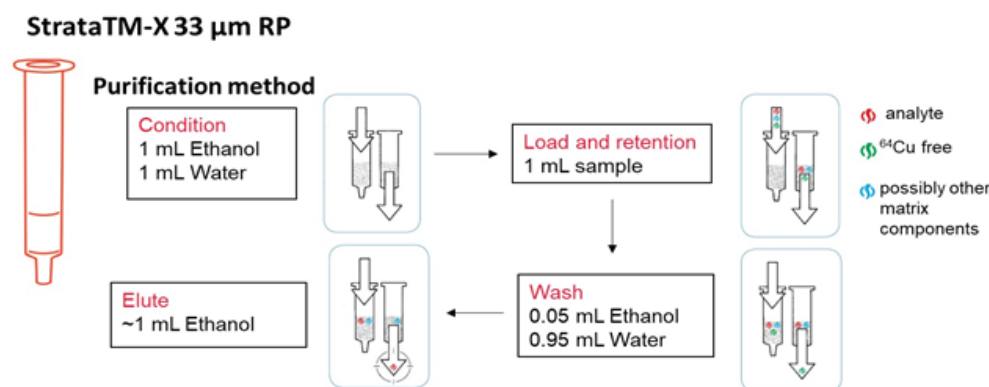 StrataTM-X 33 µm RP
Purification method
Condition
1 mL Ethanol
1 mL Water
Load and retention
1 mL sample
analyte
⁶⁴Cu free
possibly other
matrix
components
Elute
~1 mL Ethanol
Wash
0.05 mL Ethanol
0.95 mL Water